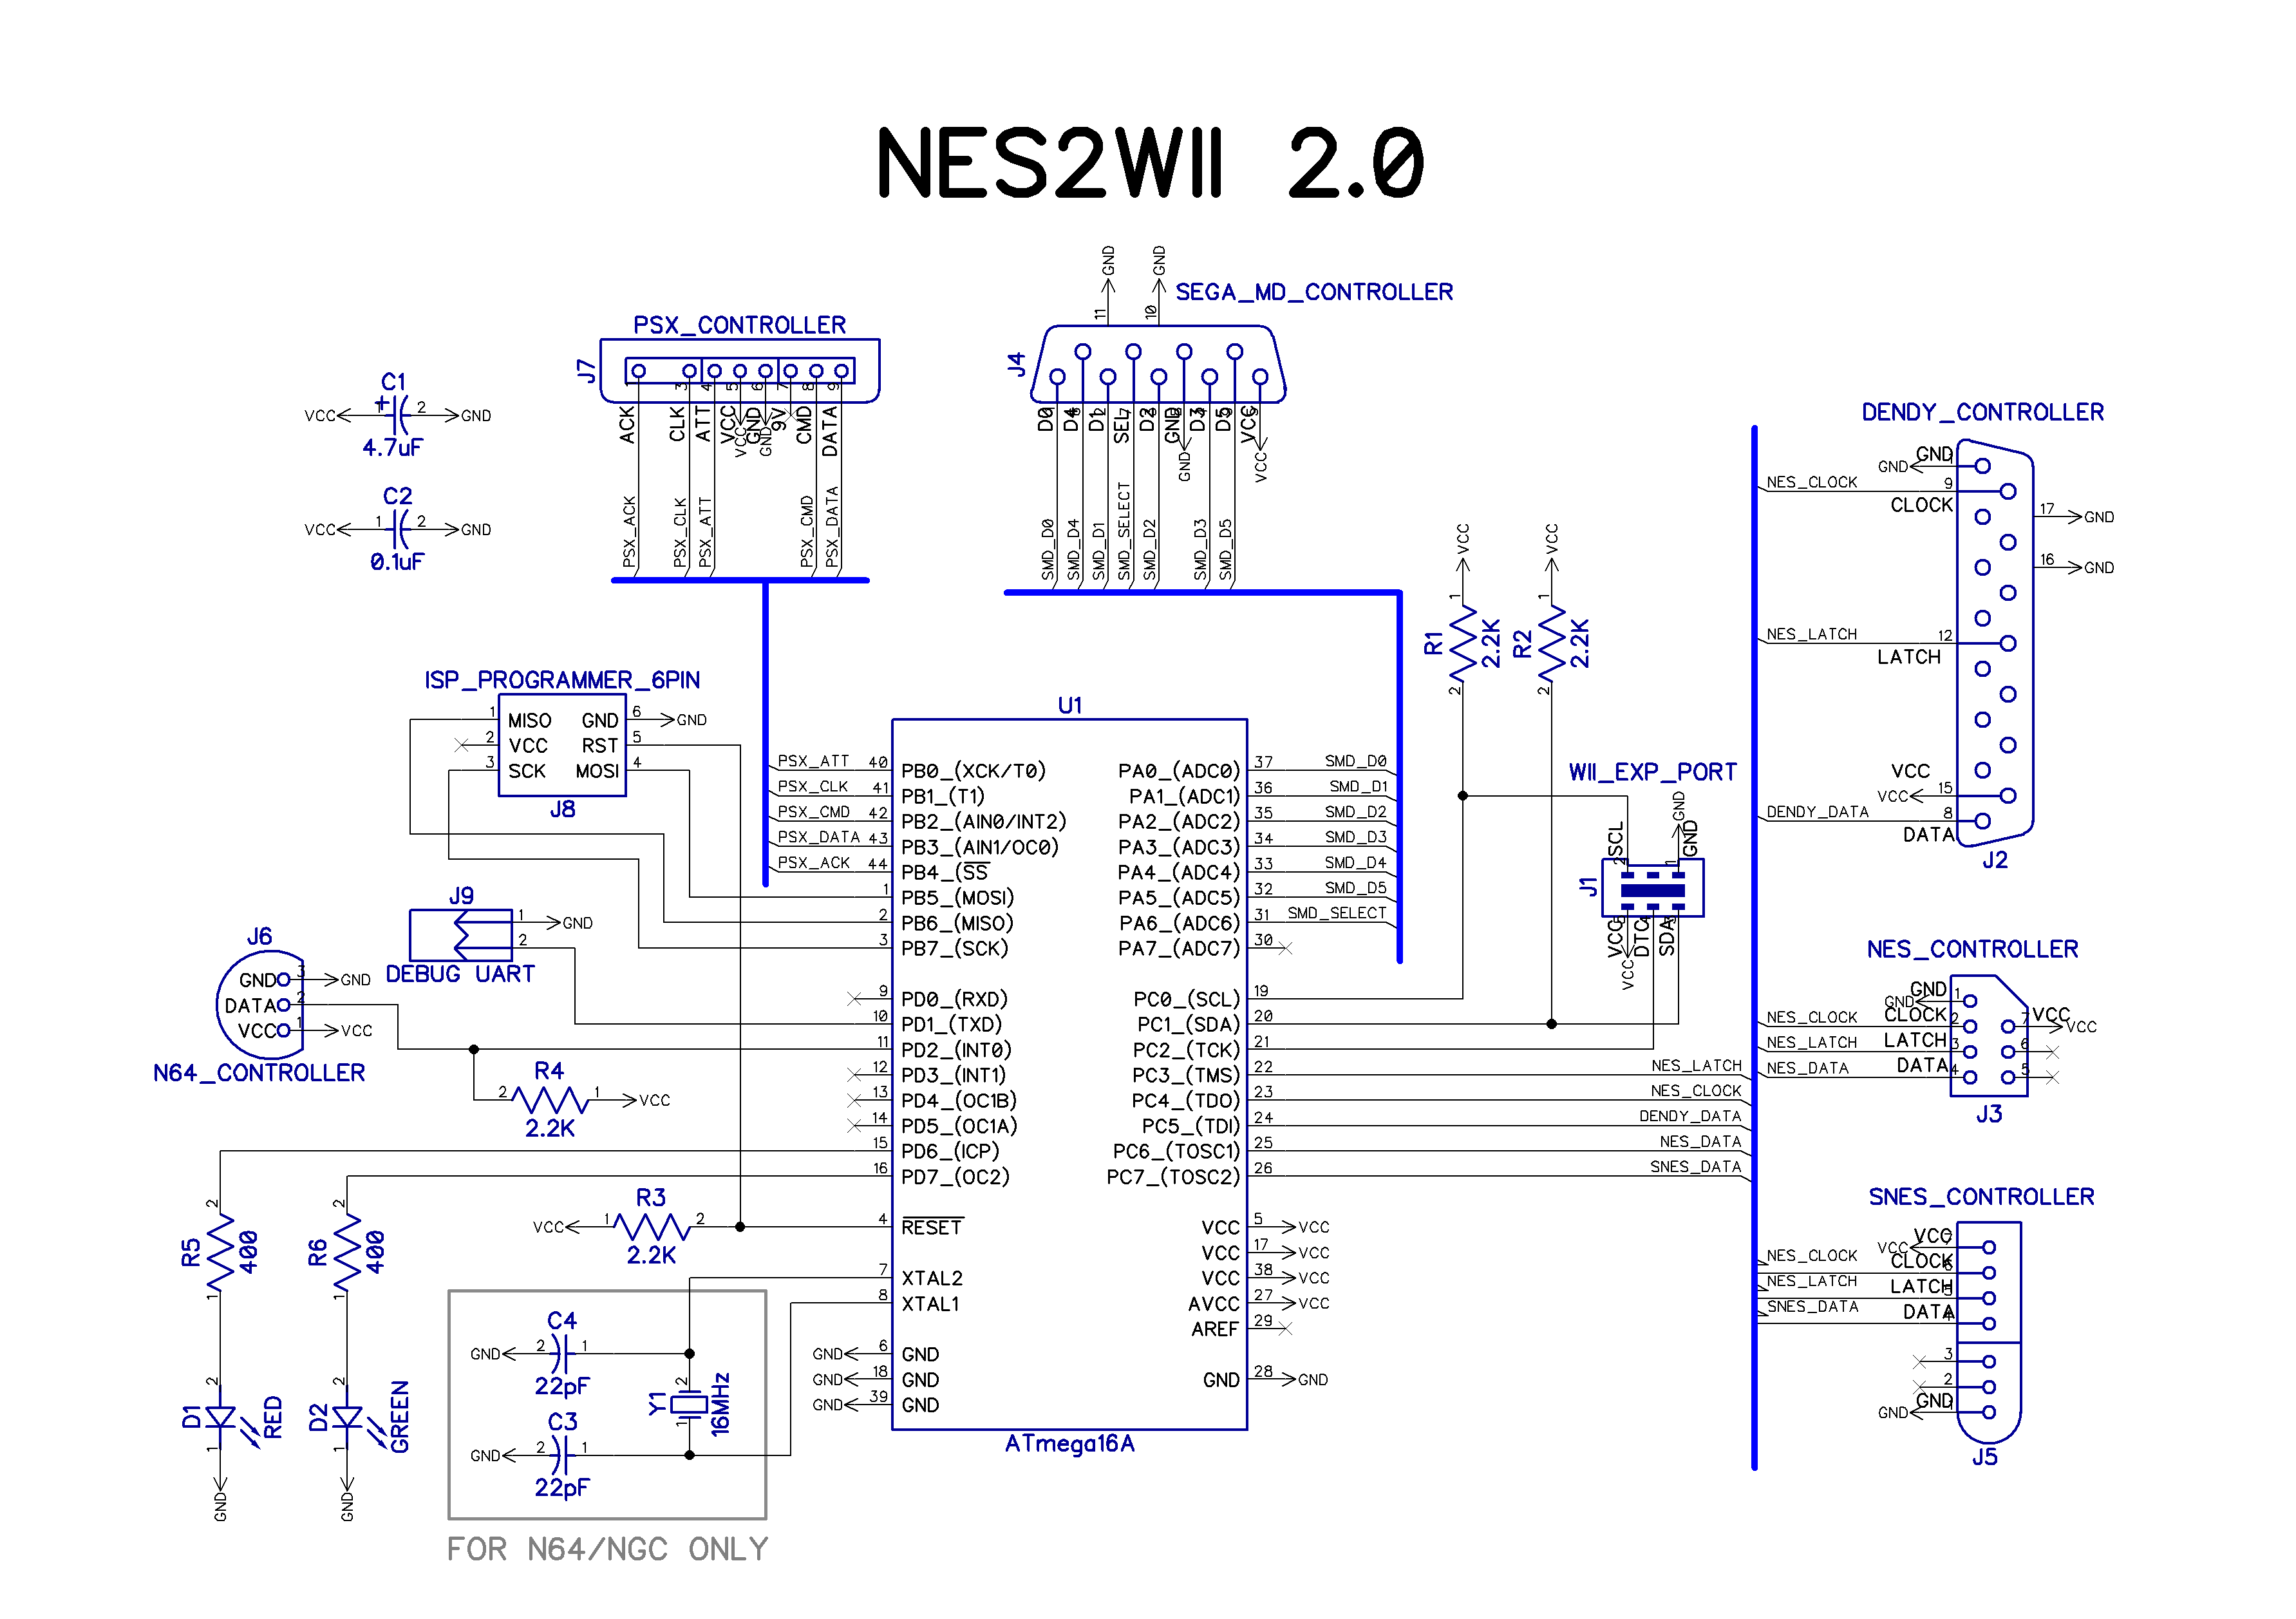 NES2WII 2.0
SEGA_MD_CONTROLLER
GND
GND
11
10
J4
D0 D4 D1 SEL D2 GND D3 D5 VCC
GND VCC
SMD_D0 SMD_D4 SMD_D1 SMD_SELECT SMD_D2 SMD_D3 SMD_D5
PSX_CONTROLLER
J7
1 3 4 5 6 7 8 9
ACK CLK ATT VCC GND 9V CMD DATA
VCC GND
PSX_ACK PSX_CLK PSX_ATT PSX_CMD PSX_DATA
C1
VCC + 1 2 GND
4.7uF
C2
VCC 1 2 GND
0.1uF
ISP_PROGRAMMER_6PIN
1 MISO GND 6 GND
2 VCC RST 5
3 SCK MOSI 4
J8
J9
1 GND
2
DEBUG UART
J6
GND 3 GND
DATA 2
VCC 1 VCC
N64_CONTROLLER
R4
2 1 VCC
2.2K
R3
VCC 1 2
2.2K
2 R5 400 1
2 R6 400 1
2 D1 RED 1 GND
2 D2 GREEN 1 GND
C4
GND 2 1
22pF
C3
GND 2 1
22pF
2 Y1 16MHz 1
FOR N64/NGC ONLY
U1
PSX_ATT 40 PB0_(XCK/T0)
PSX_CLK 41 PB1_(T1)
PSX_CMD 42 PB2_(AIN0/INT2)
PSX_DATA 43 PB3_(AIN1/OC0)
PSX_ACK 44 PB4_(SS
1 PB5_(MOSI)
2 PB6_(MISO)
3 PB7_(SCK)
9 PD0_(RXD)
10 PD1_(TXD)
11 PD2_(INT0)
12 PD3_(INT1)
13 PD4_(OC1B)
14 PD5_(OC1A)
15 PD6_(ICP)
16 PD7_(OC2)
4 RESET
7 XTAL2
8 XTAL1
GND 6 GND
GND 18 GND
GND 39 GND
PA0_(ADC0) 37 SMD_D0
PA1_(ADC1) 36 SMD_D1
PA2_(ADC2) 35 SMD_D2
PA3_(ADC3) 34 SMD_D3
PA4_(ADC4) 33 SMD_D4
PA5_(ADC5) 32 SMD_D5
PA6_(ADC6) 31 SMD_SELECT
PA7_(ADC7) 30
PC0_(SCL) 19
PC1_(SDA) 20
PC2_(TCK) 21
PC3_(TMS) 22 NES_LATCH
PC4_(TDO) 23 NES_CLOCK
PC5_(TDI) 24 DENDY_DATA
PC6_(TOSC1) 25 NES_DATA
PC7_(TOSC2) 26 SNES_DATA
VCC 5 VCC
VCC 17 VCC
VCC 38 VCC
AVCC 27 VCC
AREF 29
GND 28 GND
ATmega16A
VCC 1 R1 2.2K 2
VCC 1 R2 2.2K 2
WII_EXP_PORT
GND
SCL GND
J1
VCC DTC SDA
VCC
DENDY_CONTROLLER
GND GND
NES_CLOCK 9
CLOCK
17 GND
16 GND
NES_LATCH 12
LATCH
VCC
VCC 15
DENDY_DATA 8
DATA
J2
NES_CONTROLLER
GND GND 1
NES_CLOCK CLOCK 2 7 VCC VCC
NES_LATCH LATCH 3 6
NES_DATA DATA 4 5
J3
SNES_CONTROLLER
VCC VCC
NES_CLOCK CLOCK
NES_LATCH LATCH
SNES_DATA DATA
3
2
GND GND
J5